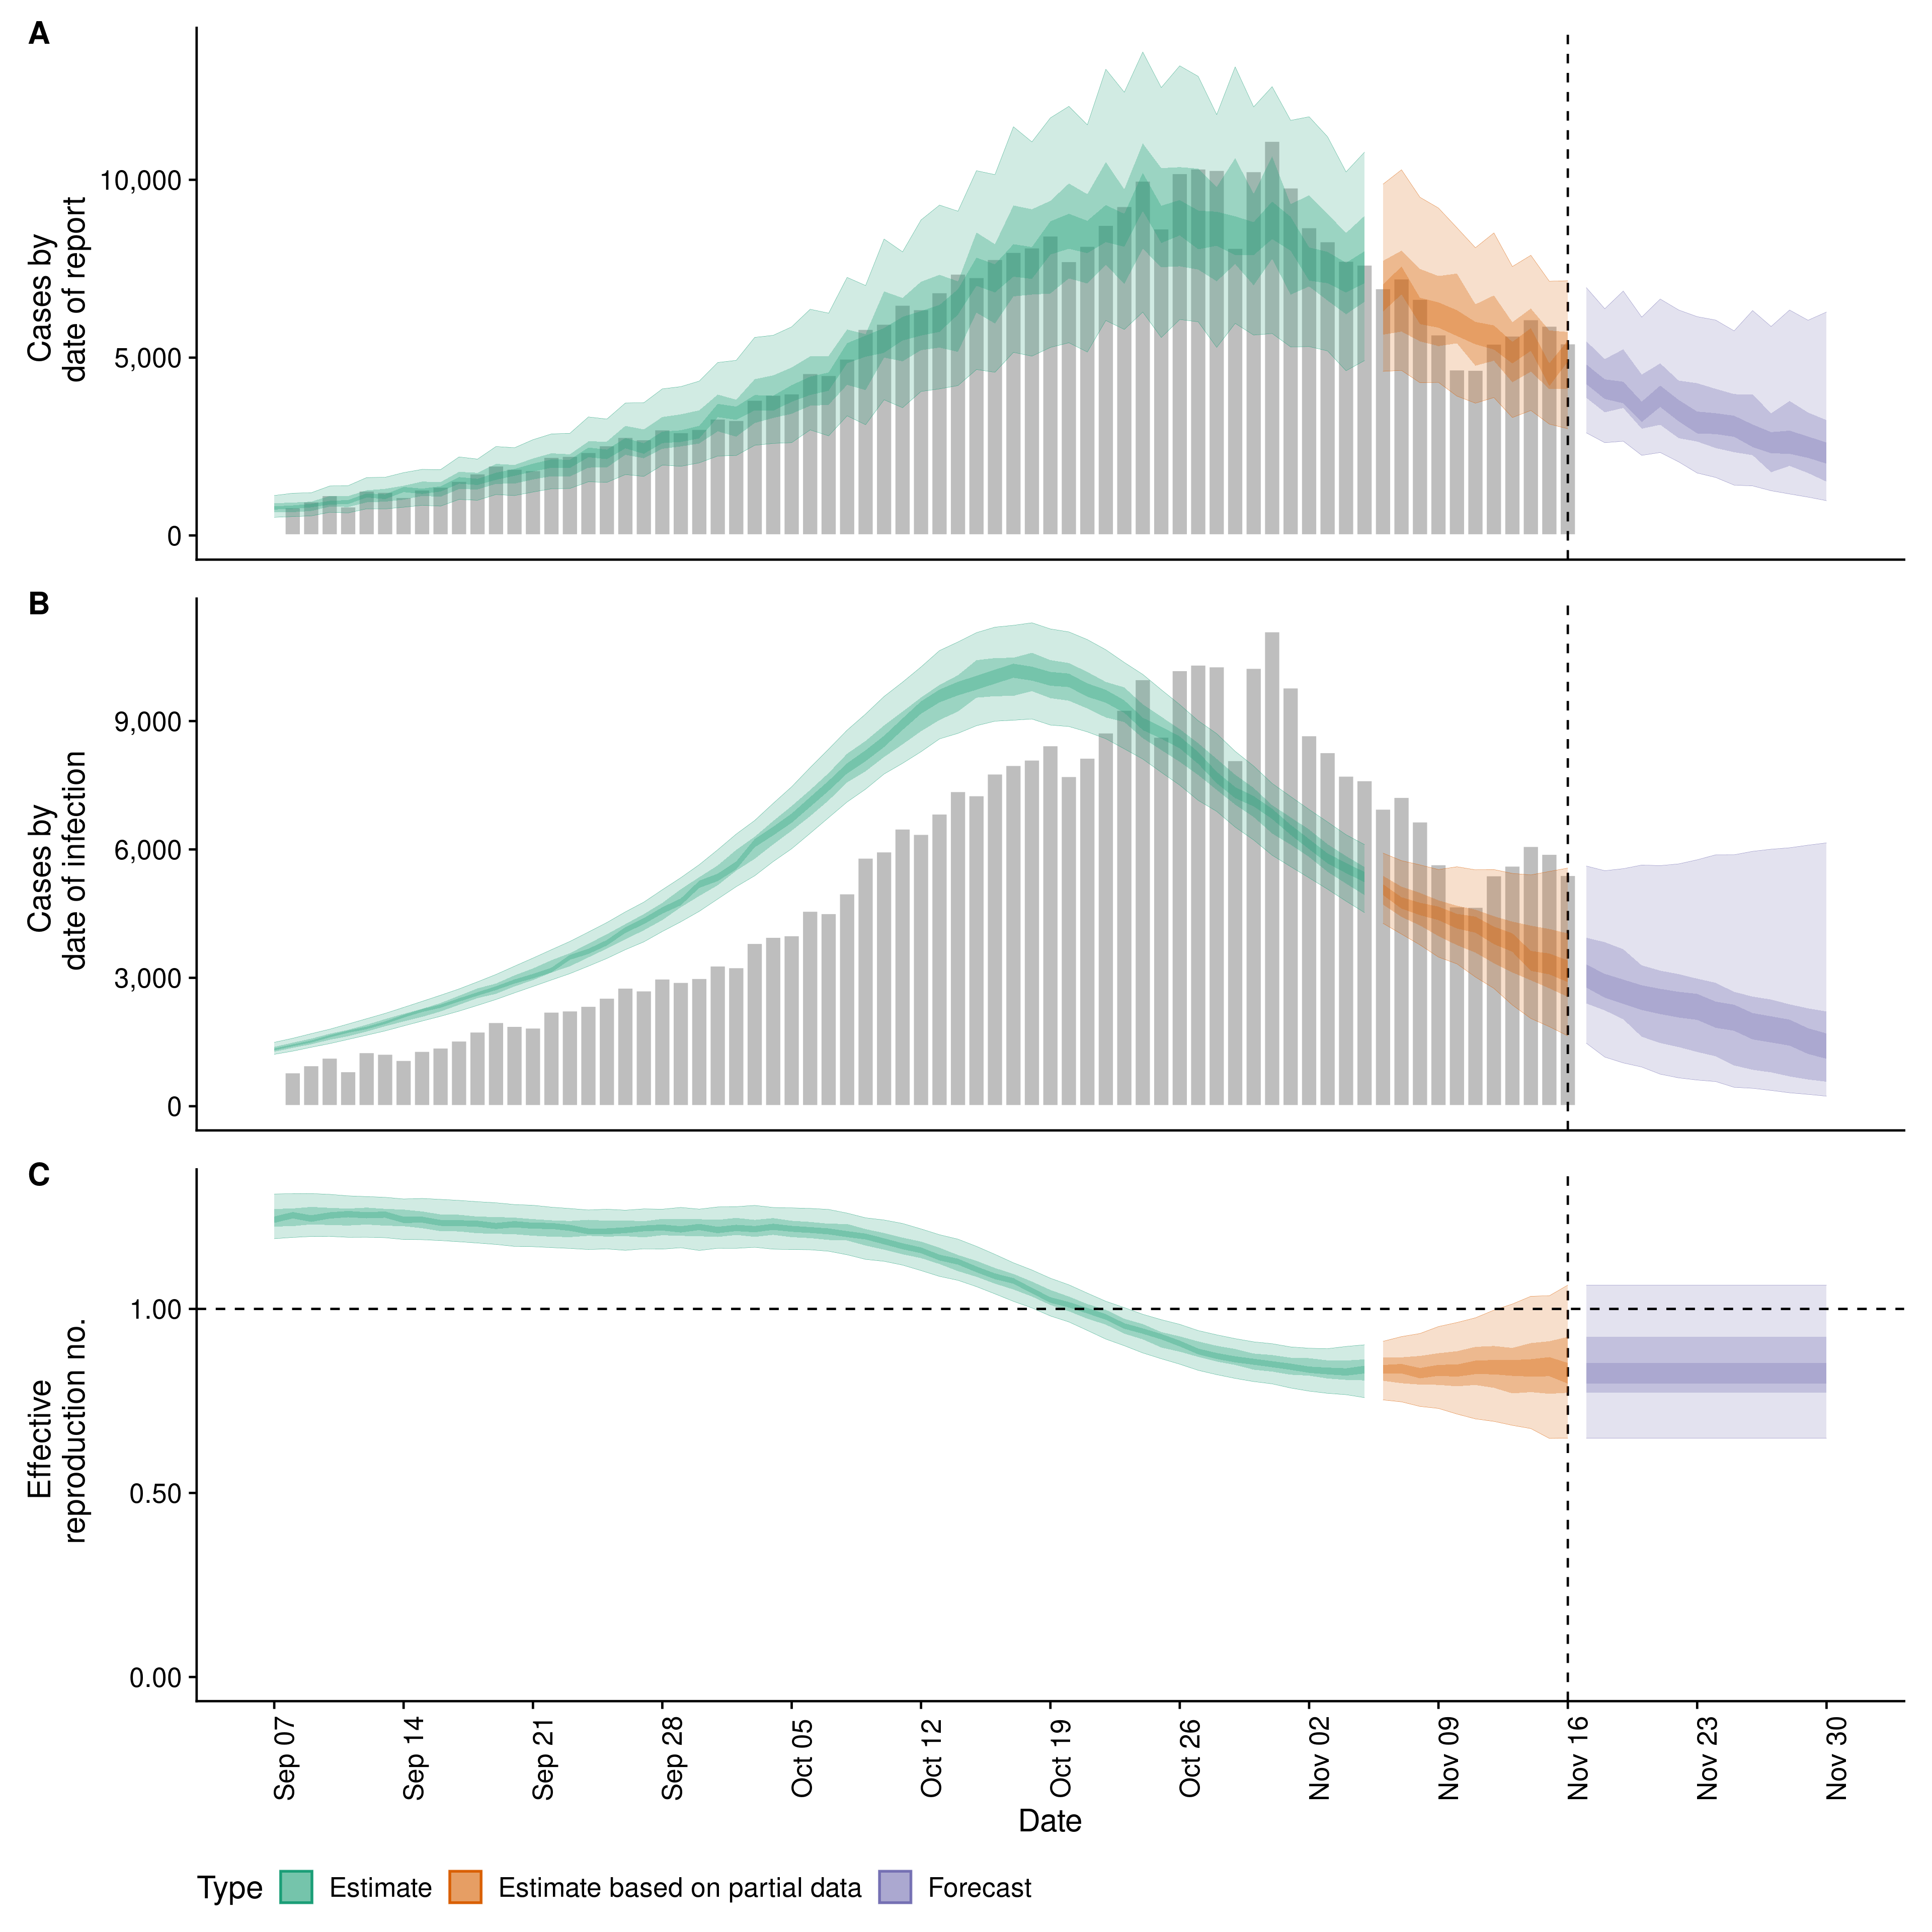 A
Cases by
date of report
10,000
5,000
0
B
Cases by
date of infection
9,000
6,000
3,000
0
C
Effective
reproduction no.
1.00
0.50
0.00
Sep 07
Sep 14
Sep 21
Sep 28
Oct 05
Oct 12
Oct 19
Oct 26
Nov 02
Nov 09
Nov 16
Nov 23
Nov 30
Date
Type Estimate Estimate based on partial data Forecast